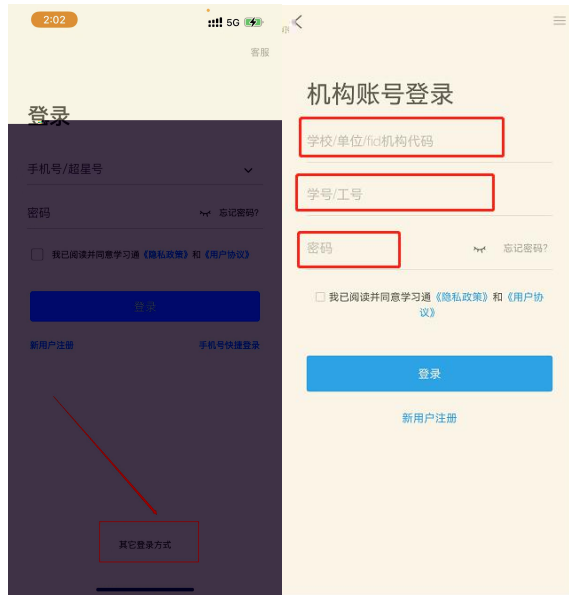 2:02
5G
客服
登录
手机号/超星号
密码
忘记密码?
我已阅读并同意学习通《隐私政策》和《用户协议》
登录
新用户注册
手机号快捷登录
其它登录方式
机构账号登录
学校/单位/fid机构代码
学号/工号
密码
忘记密码?
我已阅读并同意学习通《隐私政策》和《用户协
议》
登录
新用户注册